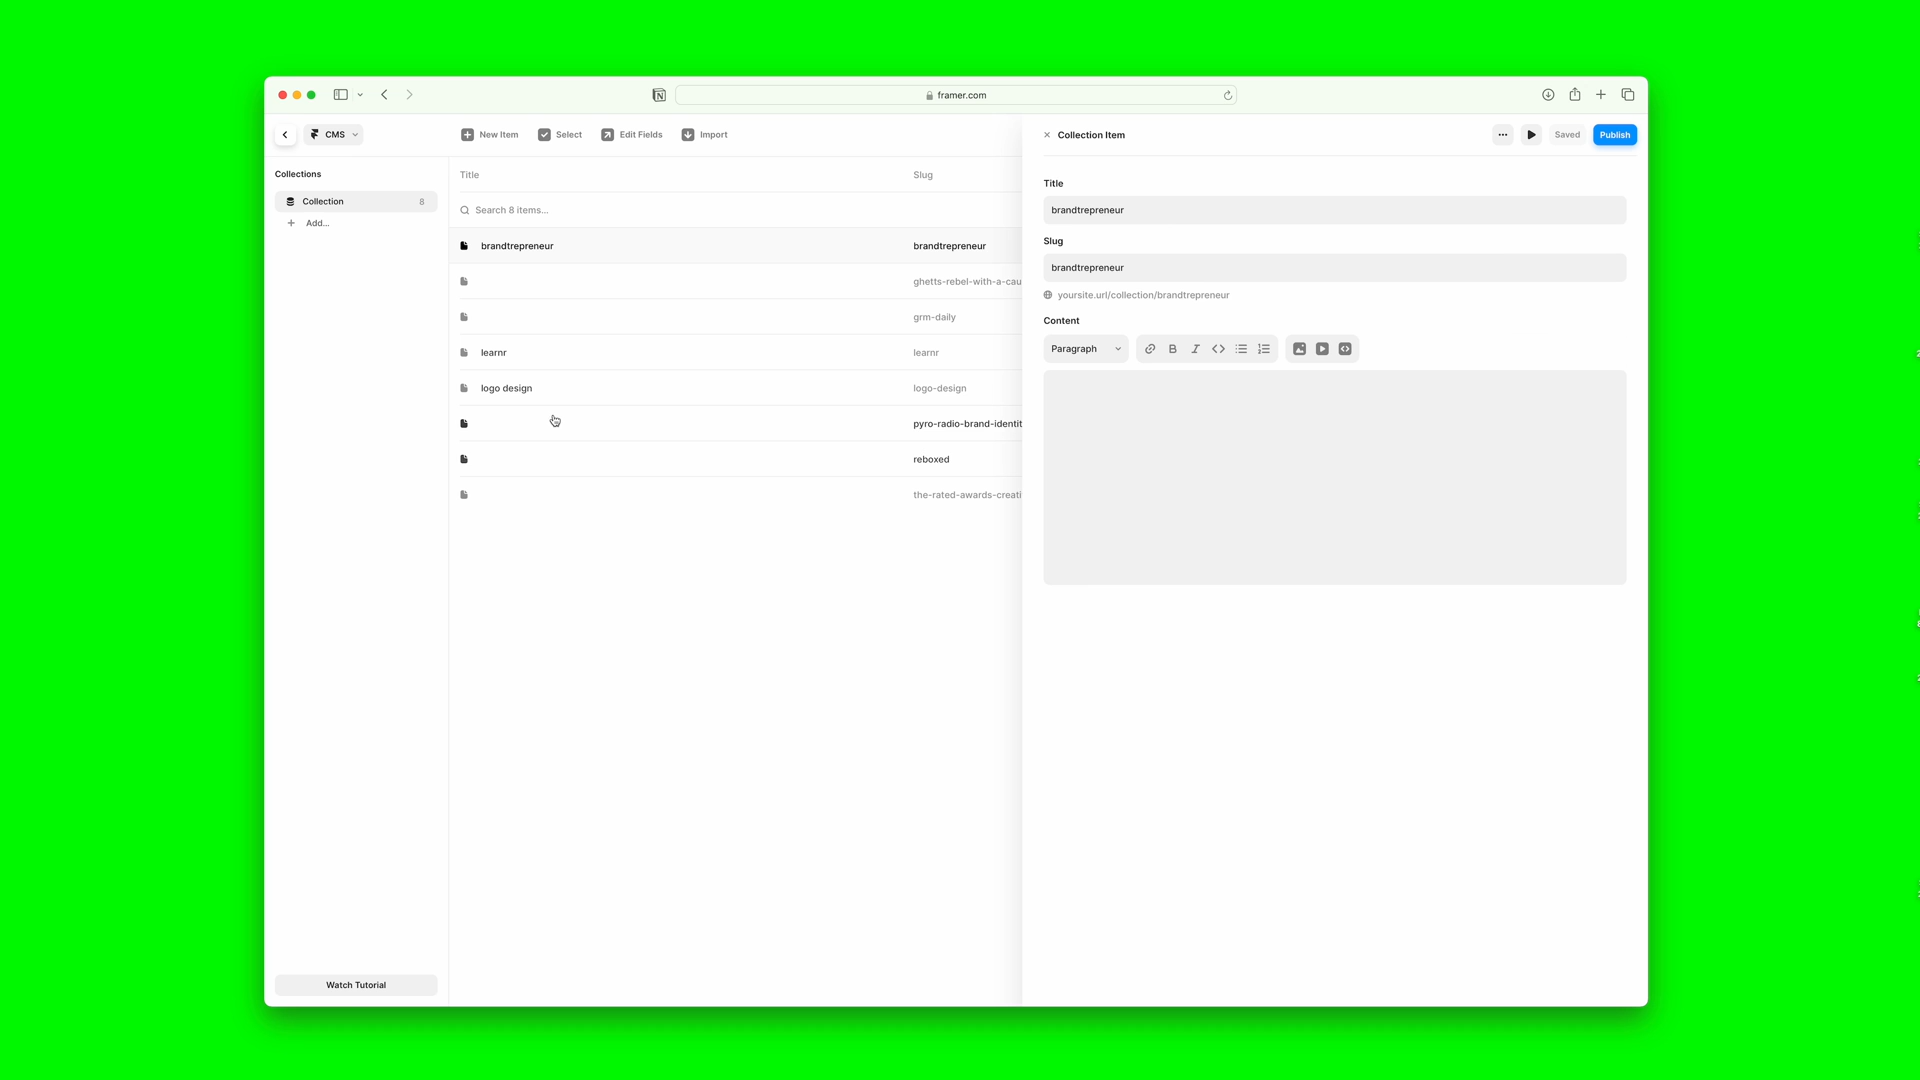 framer.com
CMS
New Item
Select
Edit Fields
Import
Collection Item
Saved
Publish
Collections
Collection
8
Add...
Title
Slug
Search 8 items...
brandtrepreneur
brandtrepreneur
ghetts-rebel-with-a-cau
grm-daily
learnr
learnr
logo design
logo-design
pyro-radio-brand-identit
reboxed
the-rated-awards-creati
Watch Tutorial
Title
brandtrepreneur
Slug
brandtrepreneur
yoursite.url/collection/brandtrepreneur
Content
Paragraph